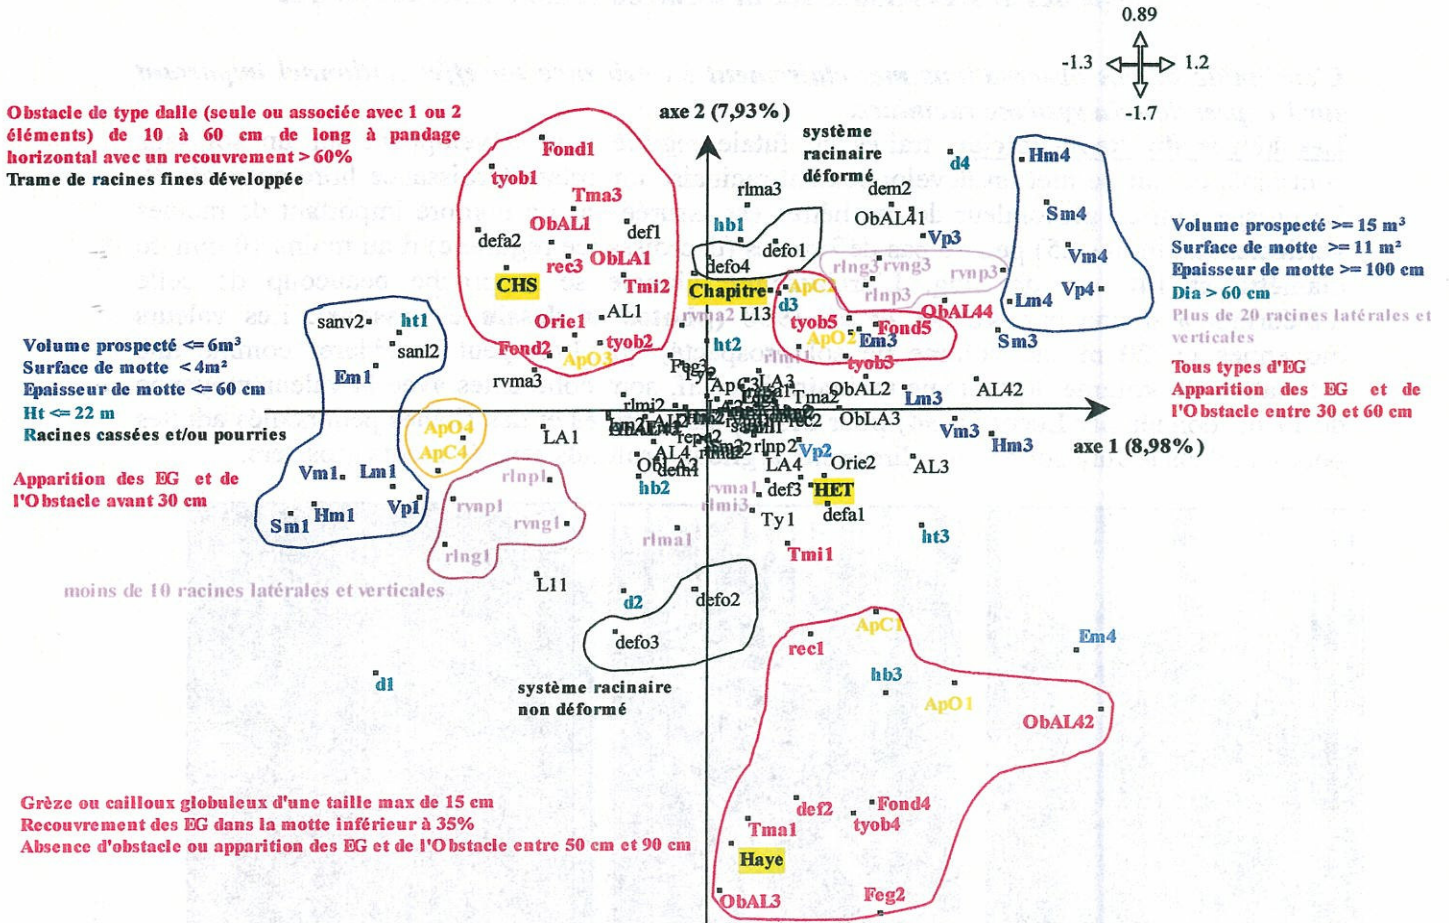 0.89
-1.3
1.2
-1.7
Obstacle de type dalle (seule ou associée avec 1 ou 2
éléments) de 10 à 60 cm de long à pandage
horizontal avec un recouvrement > 60%
Trame de racines fines développée
axe 2 (7,93%)
système
racinaire
déformé
d4
Hm4
Fond1
tyob1
Tma3
rlma3
dem2
Sm4
ObAL1
def1
hb1
ObAL41
Vp3
defa2
defo1
rec3
ObLA1
defo4
rlng3
rvng3
rvnp3
Vm4
CHS
Tmi2
Chapitre
ApC2
rlnp3
Vp4
Lm4
d3
AL1
L13
ObAL44
Orie1
rvma2
tyob5
Fond5
ApO2
Em3
Sm3
Fond2
ApO3
tyob2
ht2
tyob3
rvma3
sanv2
ht1
sanl2
Em1
Volume prospecté >= 15 m³
Surface de motte >= 11 m²
Epaisseur de motte >= 100 cm
Dia > 60 cm
Plus de 20 racines latérales et
verticales
Tous types d'EG
Apparition des EG et de
l'Obstacle entre 30 et 60 cm
Volume prospecté <= 6m³
Surface de motte <4m²
Epaisseur de motte <= 60 cm
Ht <= 22 m
Racines cassées et/ou pourries
LA3
ApC3
ObAL2
Tma2
AL42
rlmi2
Lm3
ObLA3
ApO4
ApC4
LA1
Vm3
Hm3
axe 1 (8,98%)
Vp2
rlnp2
AL4
LA4
Orie2
AL3
Apparition des EG et de
l'Obstacle avant 30 cm
Vm1
Lm1
Vp1
Sm1
Hm1
rlnp1
rvnp1
rvng1
rlng1
hb2
rvma1
def3
HET
rlmi3
defa1
Ty1
rlma1
ht3
Tmi1
moins de 10 racines latérales et verticales
L11
d2
defo2
defo3
ApC1
rec1
Em4
d1
système racinaire
non déformé
hb3
ApO1
ObAL42
Grèze ou cailloux globuleux d'une taille max de 15 cm
Recouvrement des EG dans la motte inférieur à 35%
Absence d'obstacle ou apparition des EG et de l'Obstacle entre 50 cm et 90 cm
def2
Fond4
Tma1
tyob4
Haye
ObAL3
Feg2